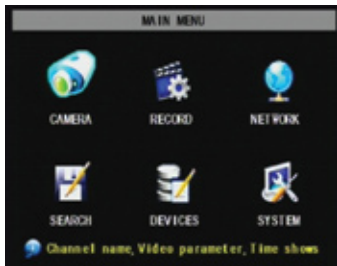 MAIN MENU
CAMERA RECORD NETWORK
SEARCH DEVICES SYSTEM
Channel name, Video parameter, Time shows